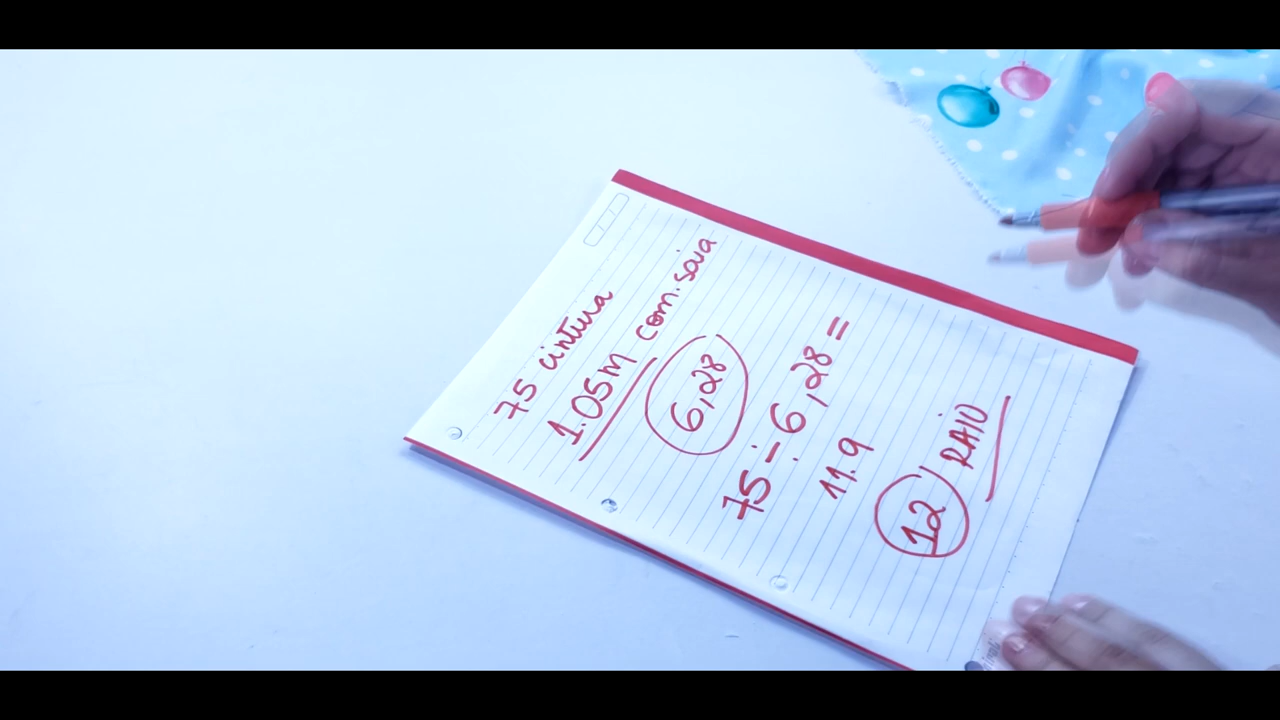 75 cintura
1.05M com. saia
6,28
75 ÷ 6,28 =
11.9
12 RAIO